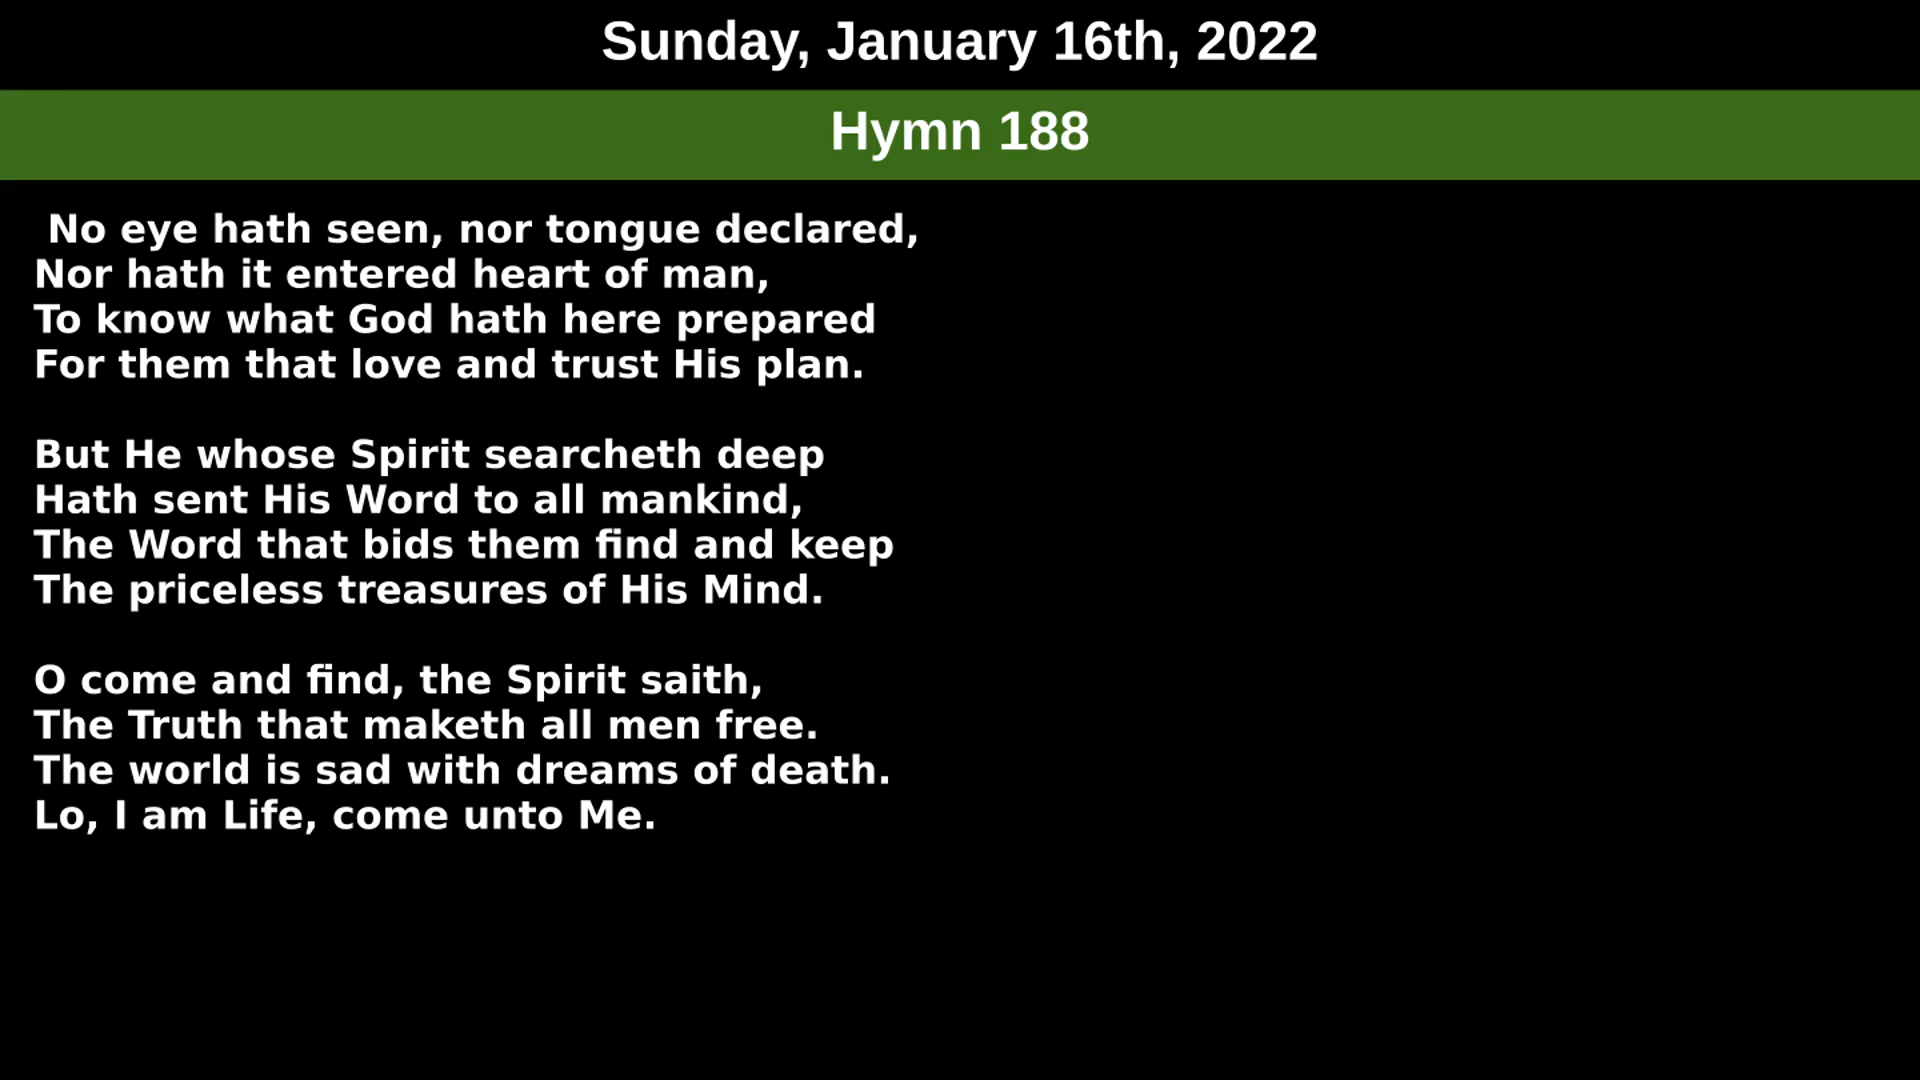 Sunday, January 16th, 2022
Hymn 188
No eye hath seen, nor tongue declared,
Nor hath it entered heart of man,
To know what God hath here prepared
For them that love and trust His plan.
But He whose Spirit searcheth deep
Hath sent His Word to all mankind,
The Word that bids them find and keep
The priceless treasures of His Mind.
O come and find, the Spirit saith,
The Truth that maketh all men free.
The world is sad with dreams of death.
Lo, I am Life, come unto Me.